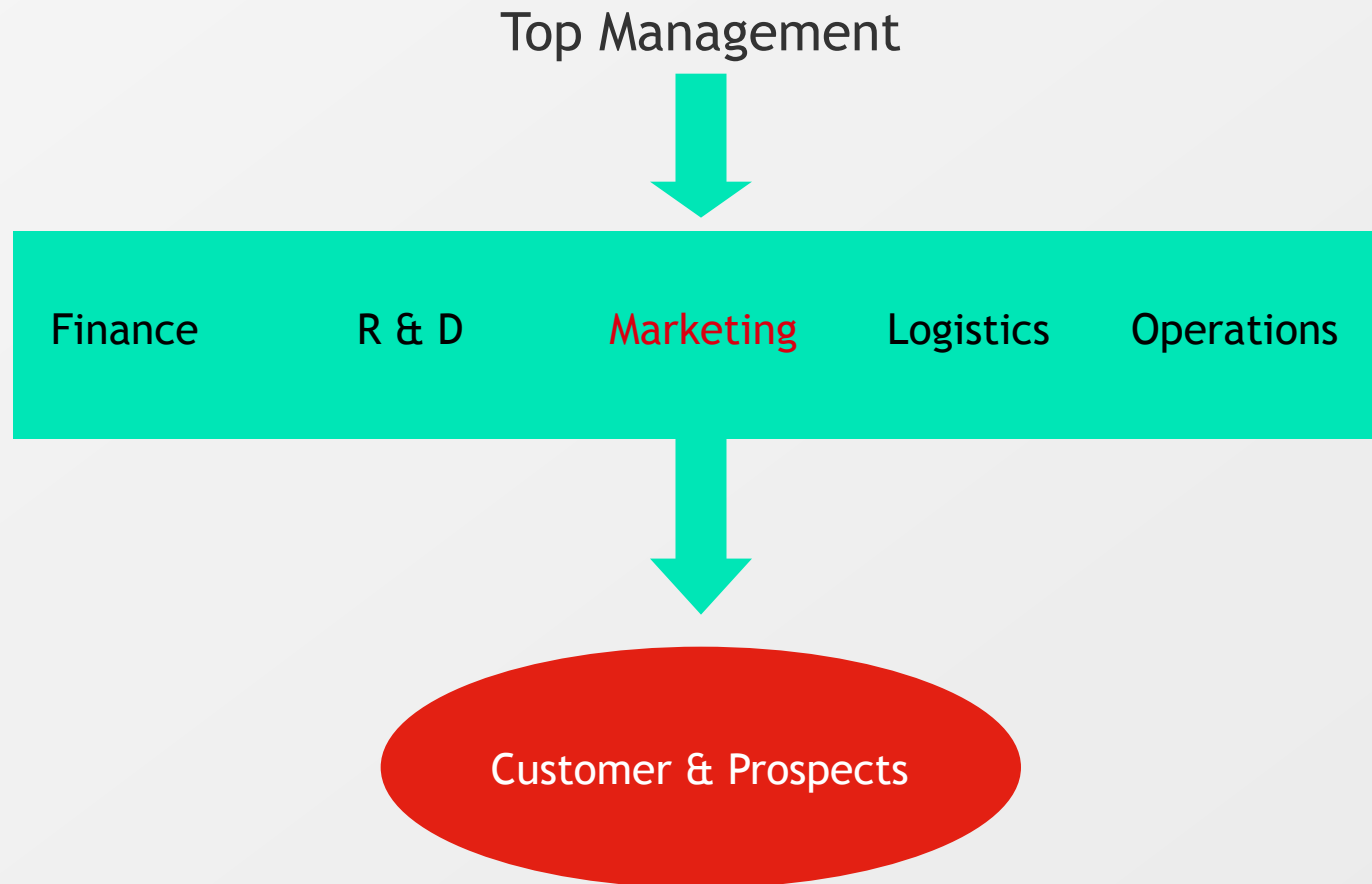 Top Management
Finance R & D Marketing Logistics Operations
Customer & Prospects